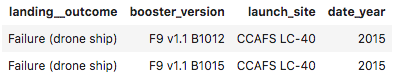 landing__outcome booster_version launch_site date_year
Failure (drone ship) F9 v1.1 B1012 CCAFS LC-40 2015
Failure (drone ship) F9 v1.1 B1015 CCAFS LC-40 2015